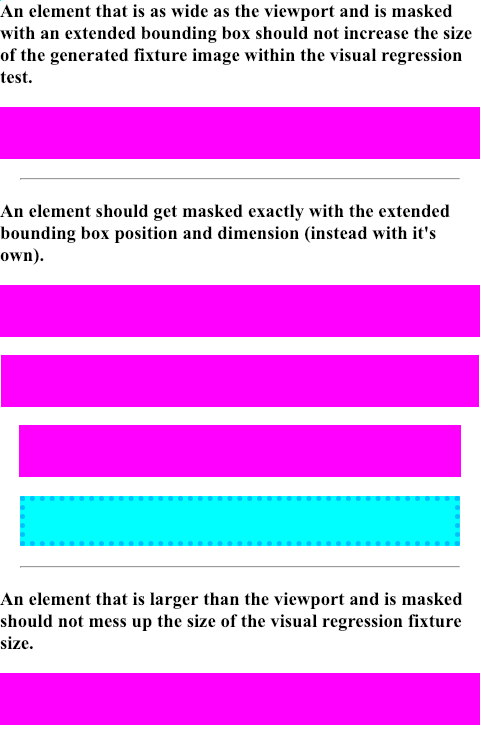 An element that is as wide as the viewport and is masked
with an extended bounding box should not increase the size
of the generated fixture image within the visual regression
test.
An element should get masked exactly with the extended
bounding box position and dimension (instead with it's
own).
An element that is larger than the viewport and is masked
should not mess up the size of the visual regression fixture
size.